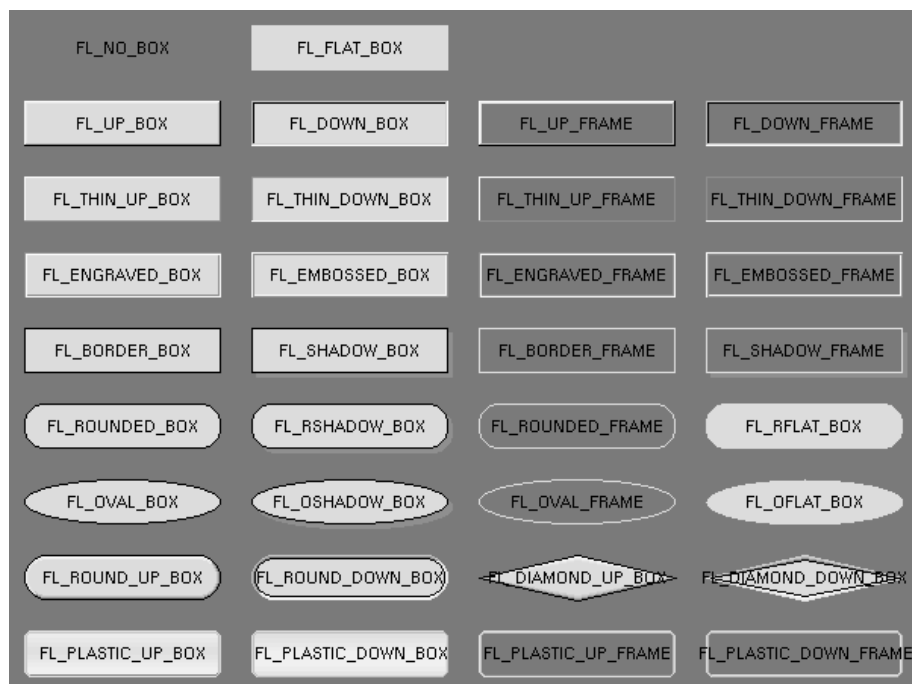 FL_NO_BOX FL_FLAT_BOX
FL_UP_BOX FL_DOWN_BOX FL_UP_FRAME FL_DOWN_FRAME
FL_THIN_UP_BOX FL_THIN_DOWN_BOX FL_THIN_UP_FRAME FL_THIN_DOWN_FRAME
FL_ENGRAVED_BOX FL_EMBOSSED_BOX FL_ENGRAVED_FRAME FL_EMBOSSED_FRAME
FL_BORDER_BOX FL_SHADOW_BOX FL_BORDER_FRAME FL_SHADOW_FRAME
FL_ROUNDED_BOX FL_RSHADOW_BOX FL_ROUNDED_FRAME FL_RFLAT_BOX
FL_OVAL_BOX FL_OSHADOW_BOX FL_OVAL_FRAME FL_OFLAT_BOX
FL_ROUND_UP_BOX FL_ROUND_DOWN_BOX FL_DIAMOND_UP_BOX FL_DIAMOND_DOWN_BOX
FL_PLASTIC_UP_BOX FL_PLASTIC_DOWN_BOX FL_PLASTIC_UP_FRAME FL_PLASTIC_DOWN_FRAME